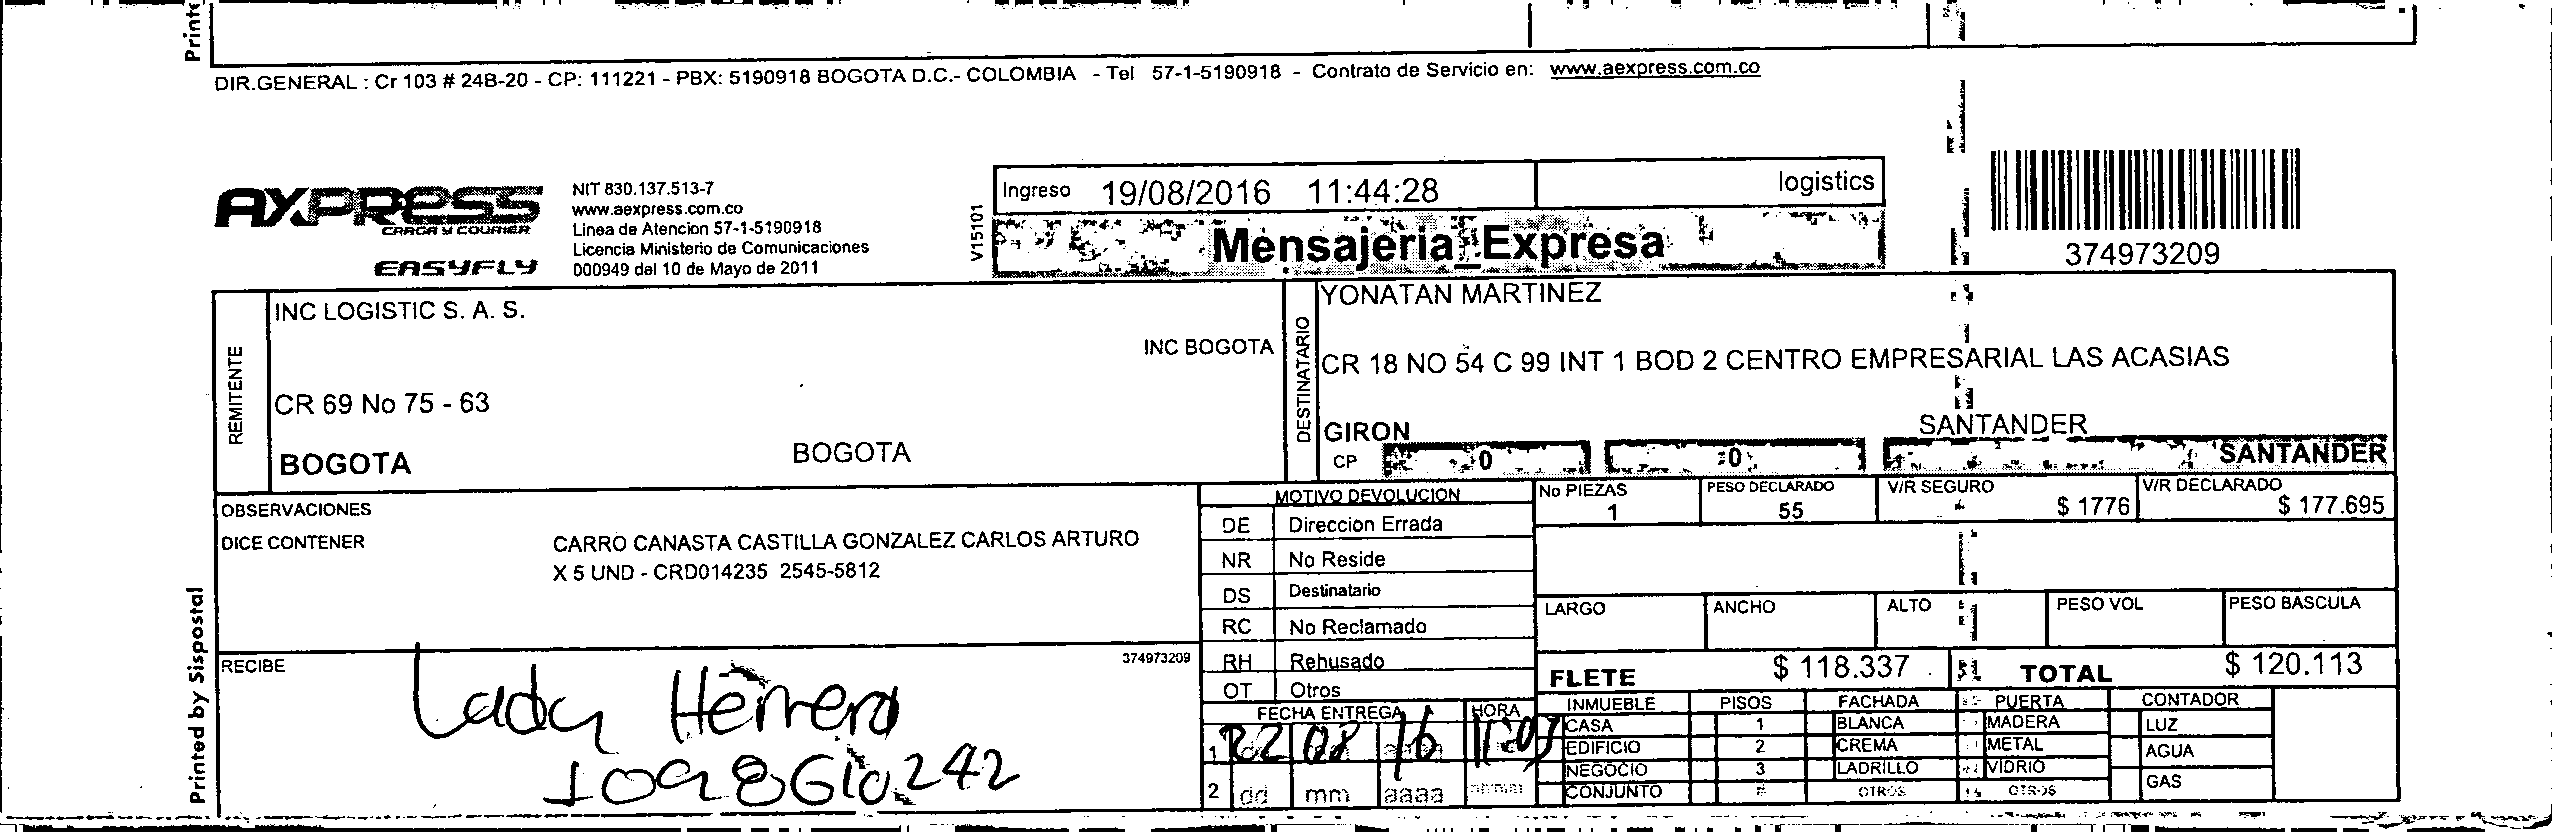 Printe
DIR.GENERAL : Cr 103 # 24B-20 - CP: 111221 - PBX: 5190918 BOGOTA D.C.- COLOMBIA - Tel 57-1-5190918 - Contrato de Servicio en: www.aexpress.com.co
AXPRESS
CARGA Y COURIER
EASYFLY
NIT 830.137.513-7
www.aexpress.com.co
Linea de Atencion 57-1-5190918
Licencia Ministerio de Comunicaciones
000949 del 10 de Mayo de 2011
V15101
Ingreso 19/08/2016 11:44:28 logistics
Mensajeria_Expresa
374973209
REMITENTE
INC LOGISTIC S. A. S.
INC BOGOTA
CR 69 No 75 - 63
BOGOTA BOGOTA
DESTINATARIO
YONATAN MARTINEZ
CR 18 NO 54 C 99 INT 1 BOD 2 CENTRO EMPRESARIAL LAS ACASIAS
GIRON SANTANDER
CP 0 0 SANTANDER
OBSERVACIONES
DICE CONTENER CARRO CANASTA CASTILLA GONZALEZ CARLOS ARTURO
X 5 UND - CRD014235 2545-5812
MOTIVO DEVOLUCION
DE Direccion Errada
NR No Reside
DS Destinatario
RC No Reclamado
RH Rehusado
OT Otros
No PIEZAS PESO DECLARADO V/R SEGURO V/R DECLARADO
1 55 $ 1776 $ 177.695
LARGO ANCHO ALTO PESO VOL PESO BASCULA
FLETE $ 118.337 TOTAL $ 120.113
RECIBE 374973209
Lady Herrera
1098610242
FECHA ENTREGA HORA
1 22 08 16
2 dd mm aaaa
INMUEBLE PISOS FACHADA PUERTA CONTADOR
CASA 1 BLANCA MADERA LUZ
EDIFICIO 2 CREMA METAL AGUA
NEGOCIO 3 LADRILLO VIDRIO GAS
CONJUNTO OTROS OTROS
Printed by Sispostal